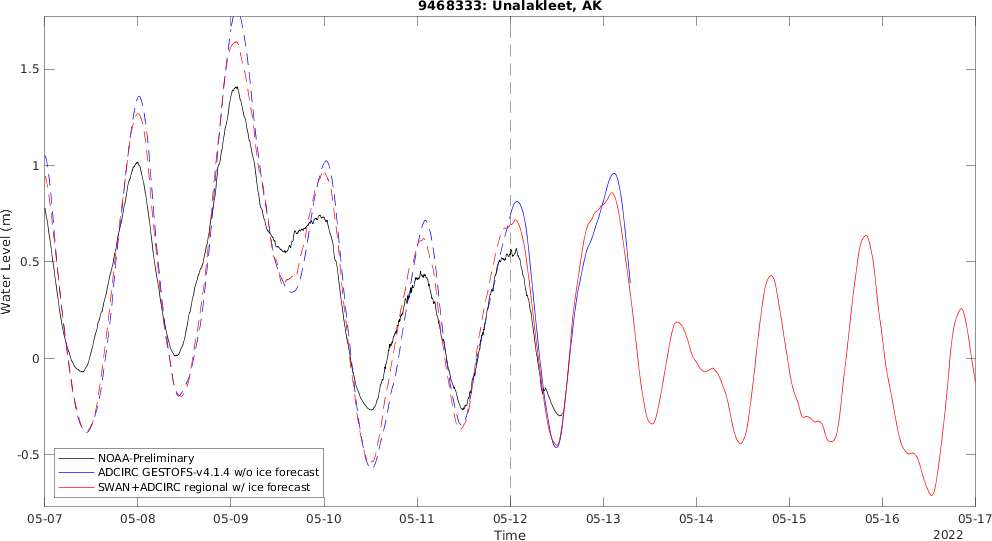 9468333: Unalakleet, AK
Water Level (m)
1.5
1
0.5
0
-0.5
NOAA-Preliminary
ADCIRC GESTOFS-v4.1.4 w/o ice forecast
SWAN+ADCIRC regional w/ ice forecast
05-07 05-08 05-09 05-10 05-11 05-12 05-13 05-14 05-15 05-16 05-17
Time
2022